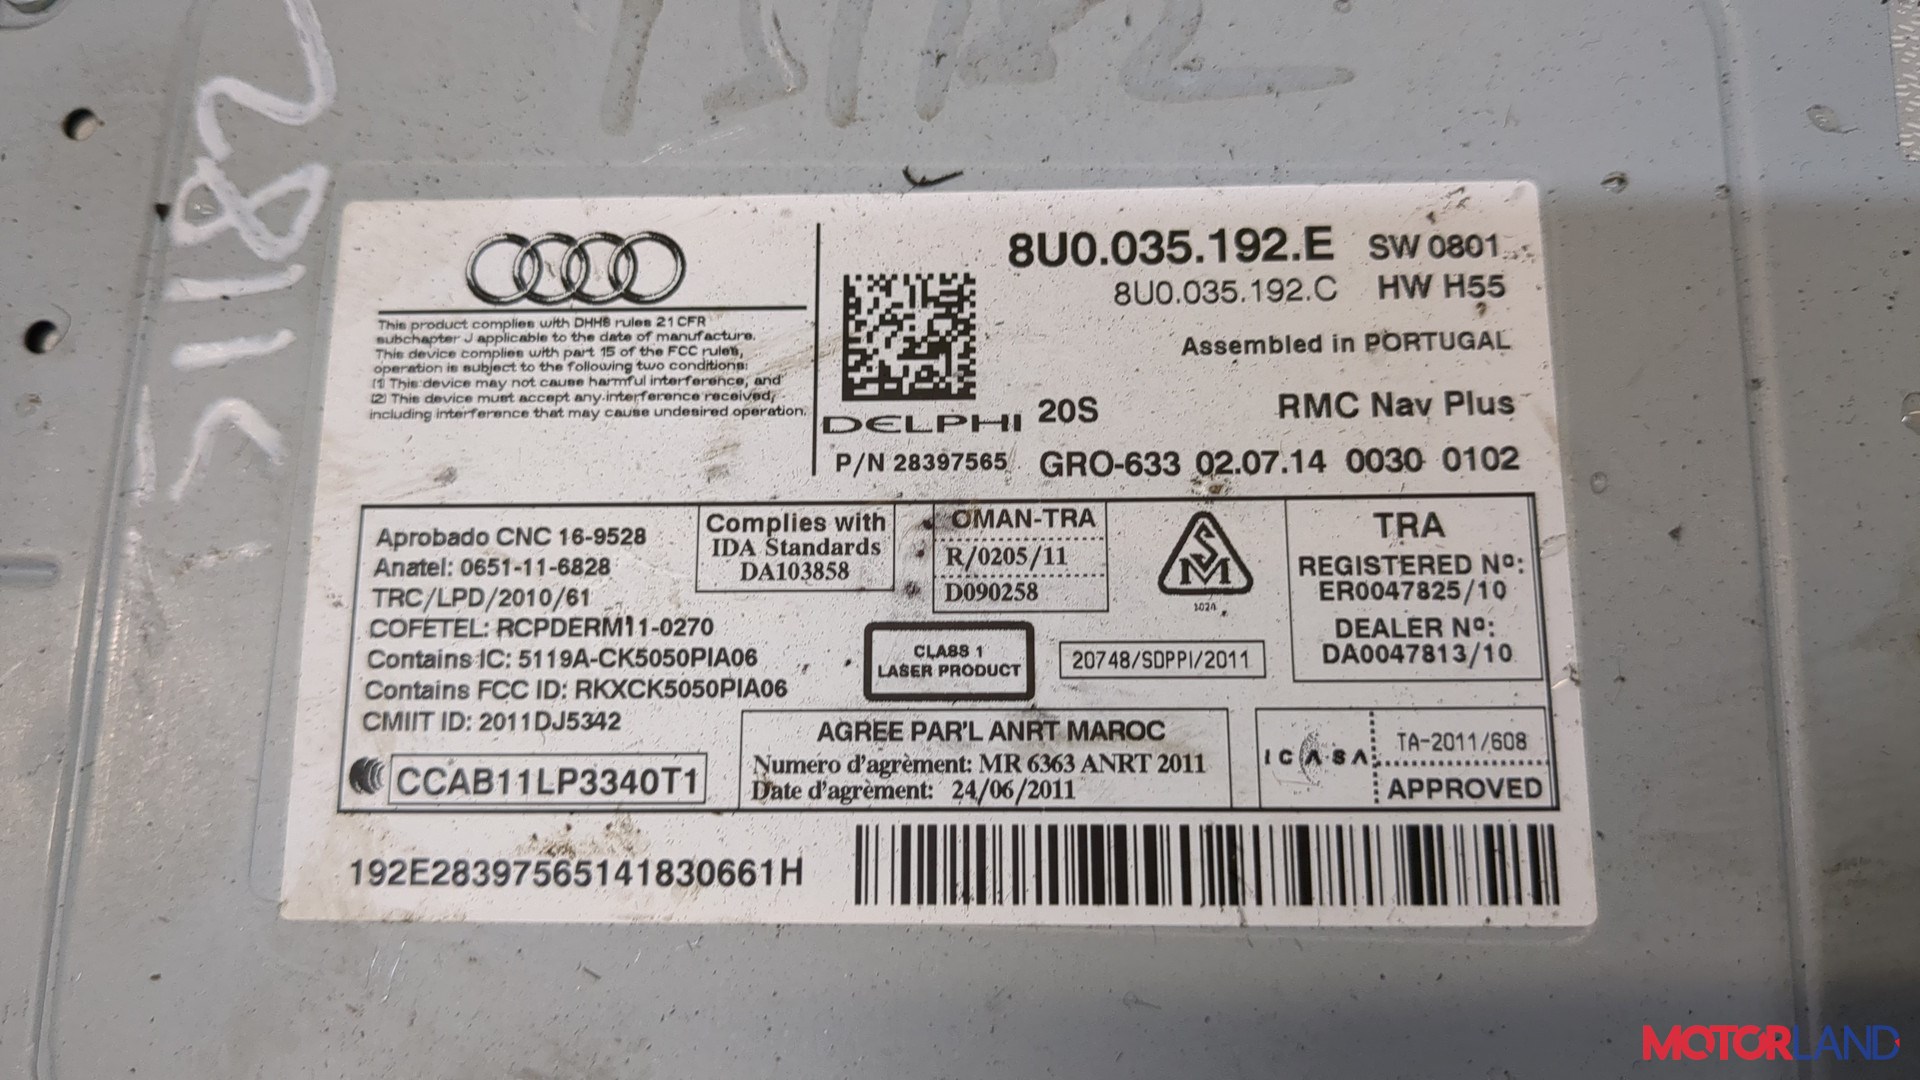 5182
8U0.035.192.E SW 0801
8U0.035.192.C HW H55
Assembled in PORTUGAL
This product complies with DHHS rules 21 CFR
subchapter J applicable to the date of manufacture.
This device complies with part 15 of the FCC rules,
operation is subject to the following two conditions:
(1) This device may not cause harmful interference, and
(2) This device must accept any interference received,
including interference that may cause undesired operation.
DELPHI 20S RMC Nav Plus
P/N 28397565 GRO-633 02.07.14 0030 0102
Aprobado CNC 16-9528
Anatel: 0651-11-6828
TRC/LPD/2010/61
COFETEL: RCPDERM11-0270
Contains IC: 5119A-CK5050PIA06
Contains FCC ID: RKXCK5050PIA06
CMIIT ID: 2011DJ5342
CCAB11LP3340T1
Complies with
IDA Standards
DA103858
OMAN-TRA
R/0205/11
D090258
SM
1024
TRA
REGISTERED Nº:
ER0047825/10
DEALER Nº:
DA0047813/10
CLASS 1
LASER PRODUCT
20748/SDPPI/2011
AGREE PAR'L ANRT MAROC
Numero d'agrèment: MR 6363 ANRT 2011
Date d'agrèment: 24/06/2011
ICASA
TA-2011/608
APPROVED
192E28397565141830661H
MOTORLAND